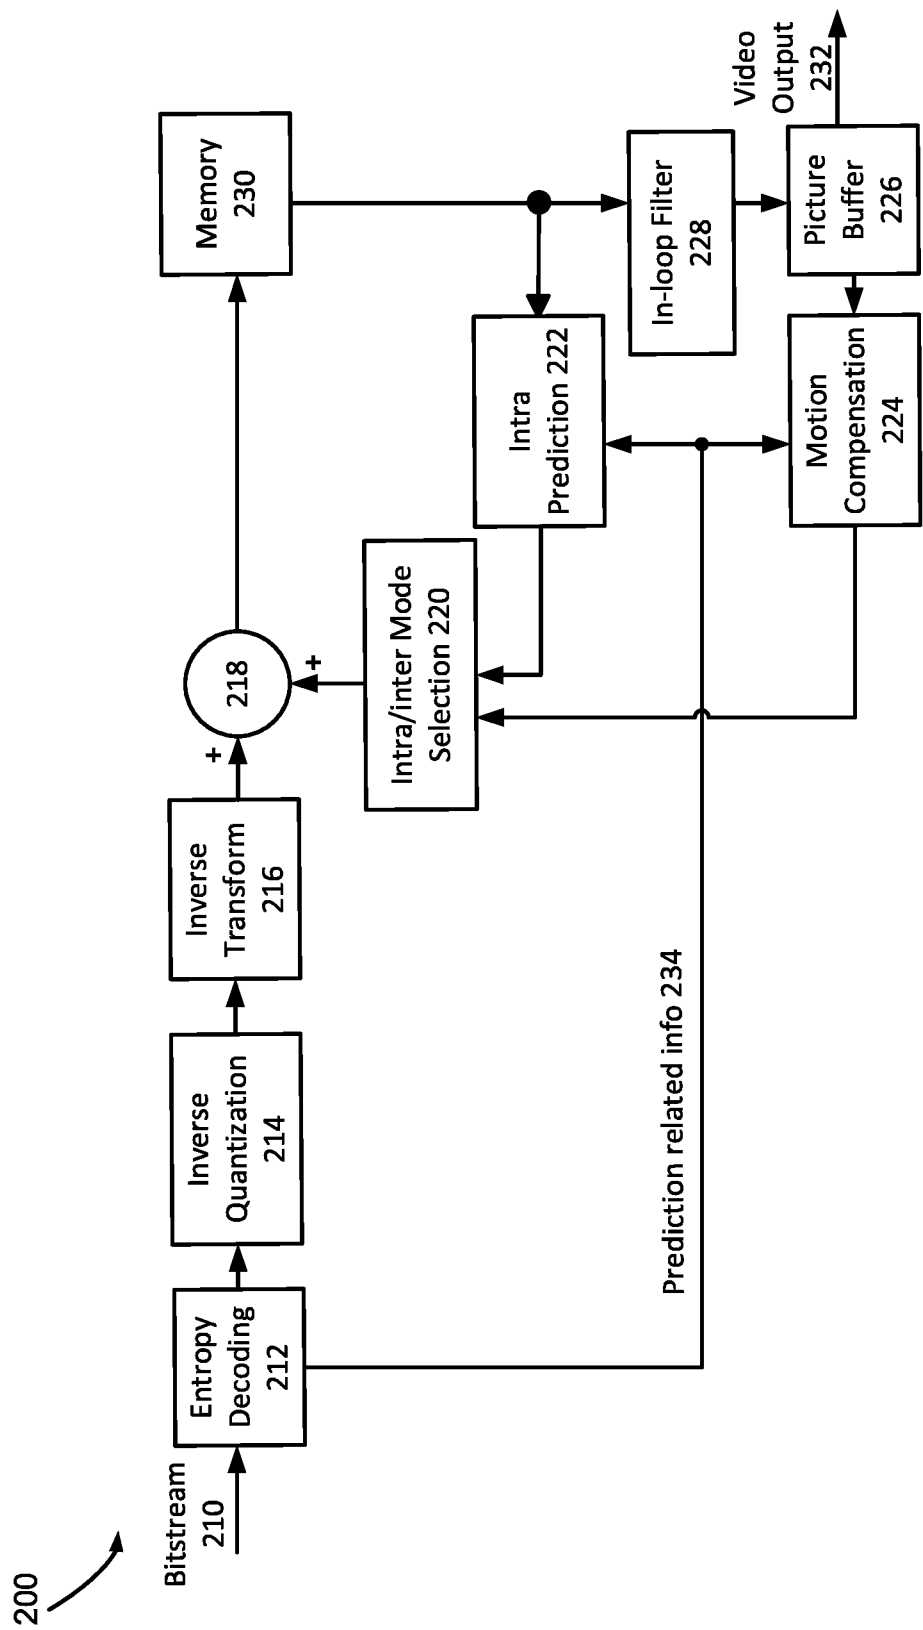 200
Bitstream
210
Entropy
Decoding
212
Inverse
Quantization
214
Inverse
Transform
216
+
218
+
Memory
230
Intra/inter Mode
Selection 220
Intra
Prediction 222
In-loop Filter
228
Prediction related info 234
Motion
Compensation
224
Picture
Buffer
226
Video
Output
232